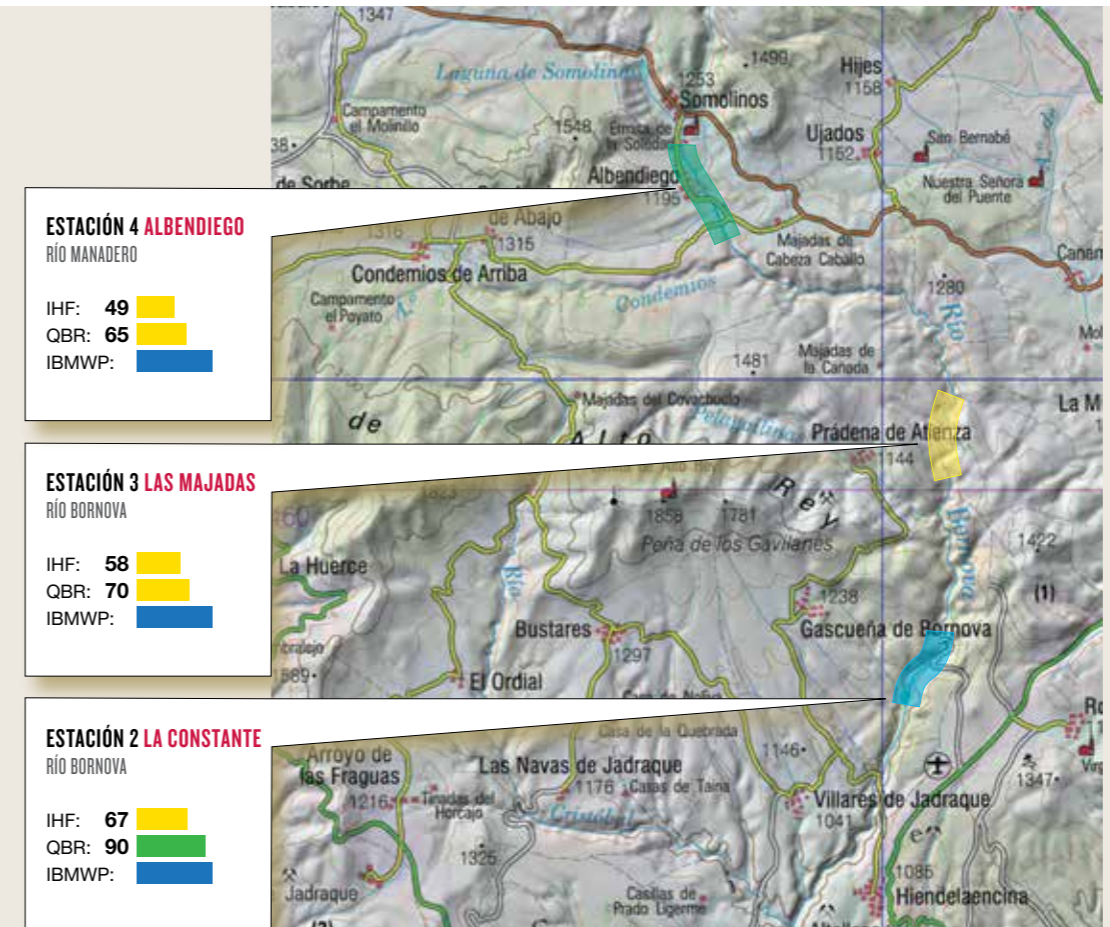 ESTACIÓN 4 ALBENDIEGO
RÍO MANADERO
IHF: 49
QBR: 65
IBMWP:
ESTACIÓN 3 LAS MAJADAS
RÍO BORNOVA
IHF: 58
QBR: 70
IBMWP:
ESTACIÓN 2 LA CONSTANTE
RÍO BORNOVA
IHF: 67
QBR: 90
IBMWP:
1347
Laguna de Somolinos
1499
Hijes
1158
1253
Somolinos
Campamento
el Molinillo
1548
Ermita de
la Soledad
Ujados
1152
San Bernabé
38
de Sorbe
Albendiego
1195
Nuestra Señora
del Puente
de Abajo
1316
1315
Condemios de Arriba
Majadas de
Cabeza Caballo
Campamento
el Poyato
A.º
Condemios
1280
Río
1481
Majadas de
la Cañada
Majadas del Covachuelo
La M
de
Alto
Prádena de Atienza
1144
Rey
1858
1781
Peña de los Gavilanes
Bornova
1422
La Huerce
Río
1238
(1)
Bustares
1297
Gascueña de Bornova
589
El Ordial
Casa de la Quebrada
1146
Arroyo de
las Fraguas
1216
Las Navas de Jadraque
1176
Casas de Taina
Tinadas del
Horcajo
Cristóbal
Villares de Jadraque
1041
1347
1325
Jadraque
Casillas de
Prado Ligerme
1085
Hiendelaencina